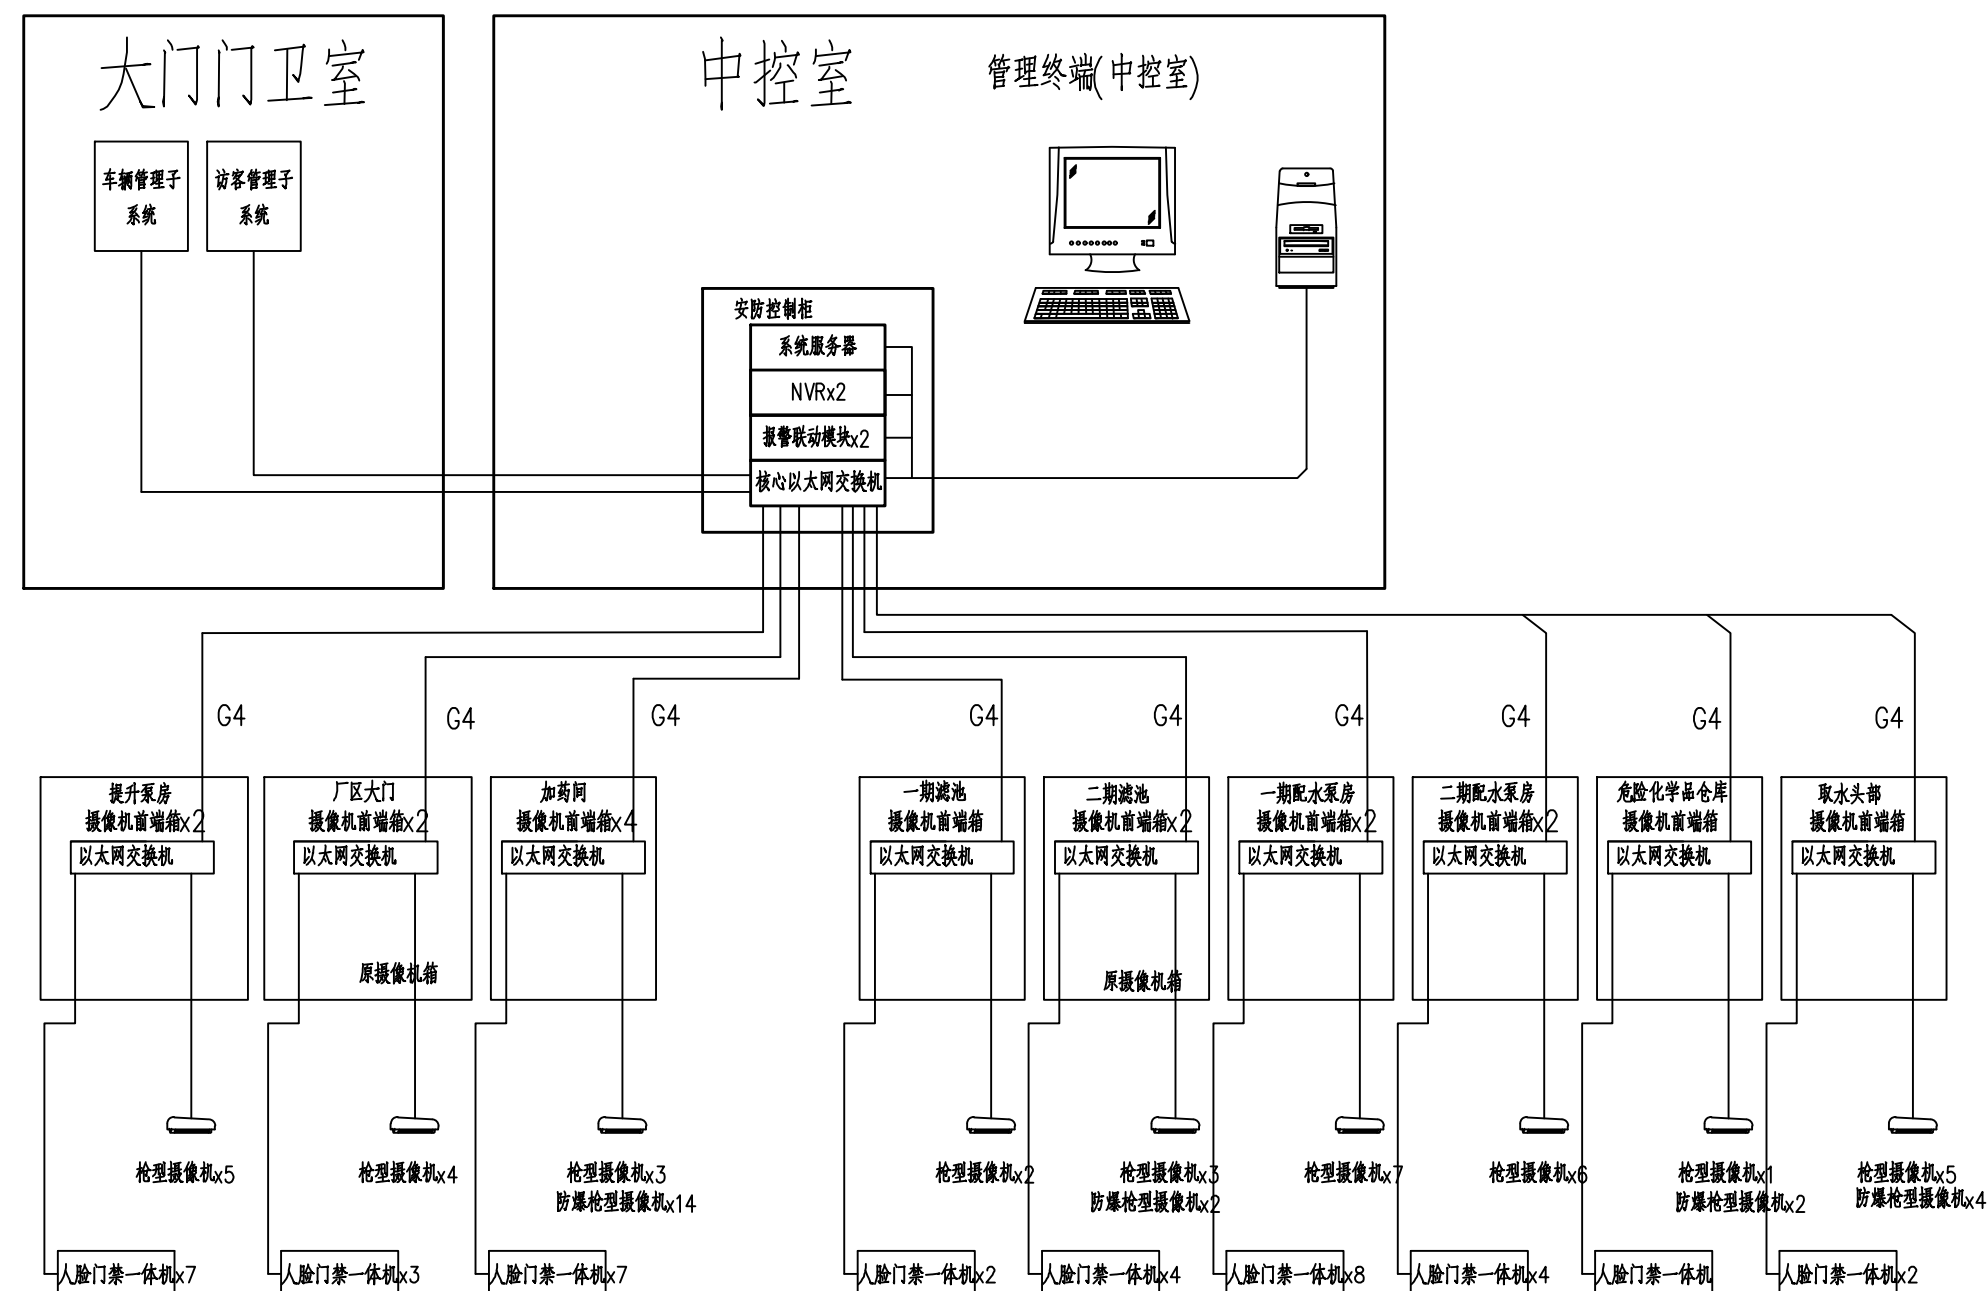 大门门卫室
中控室
管理终端(中控室)
车辆管理子
系统
访客管理子
系统
安防控制柜
系统服务器
NVRx2
报警联动模块x2
核心以太网交换机
G4
G4
G4
G4
G4
G4
G4
G4
G4
提升泵房
摄像机前端箱x2
以太网交换机
厂区大门
摄像机前端箱x2
以太网交换机
原摄像机箱
加药间
摄像机前端箱x4
以太网交换机
一期滤池
摄像机前端箱
以太网交换机
二期滤池
摄像机前端箱x2
以太网交换机
原摄像机箱
一期配水泵房
摄像机前端箱x2
以太网交换机
二期配水泵房
摄像机前端箱x2
以太网交换机
危险化学品仓库
摄像机前端箱
以太网交换机
取水头部
摄像机前端箱
以太网交换机
枪型摄像机x5
枪型摄像机x4
枪型摄像机x3
防爆枪型摄像机x14
枪型摄像机x2
枪型摄像机x3
防爆枪型摄像机x2
枪型摄像机x7
枪型摄像机x6
枪型摄像机x1
防爆枪型摄像机x2
枪型摄像机x5
防爆枪型摄像机x4
人脸门禁一体机x7
人脸门禁一体机x3
人脸门禁一体机x7
人脸门禁一体机x2
人脸门禁一体机x4
人脸门禁一体机x8
人脸门禁一体机x4
人脸门禁一体机
人脸门禁一体机x2